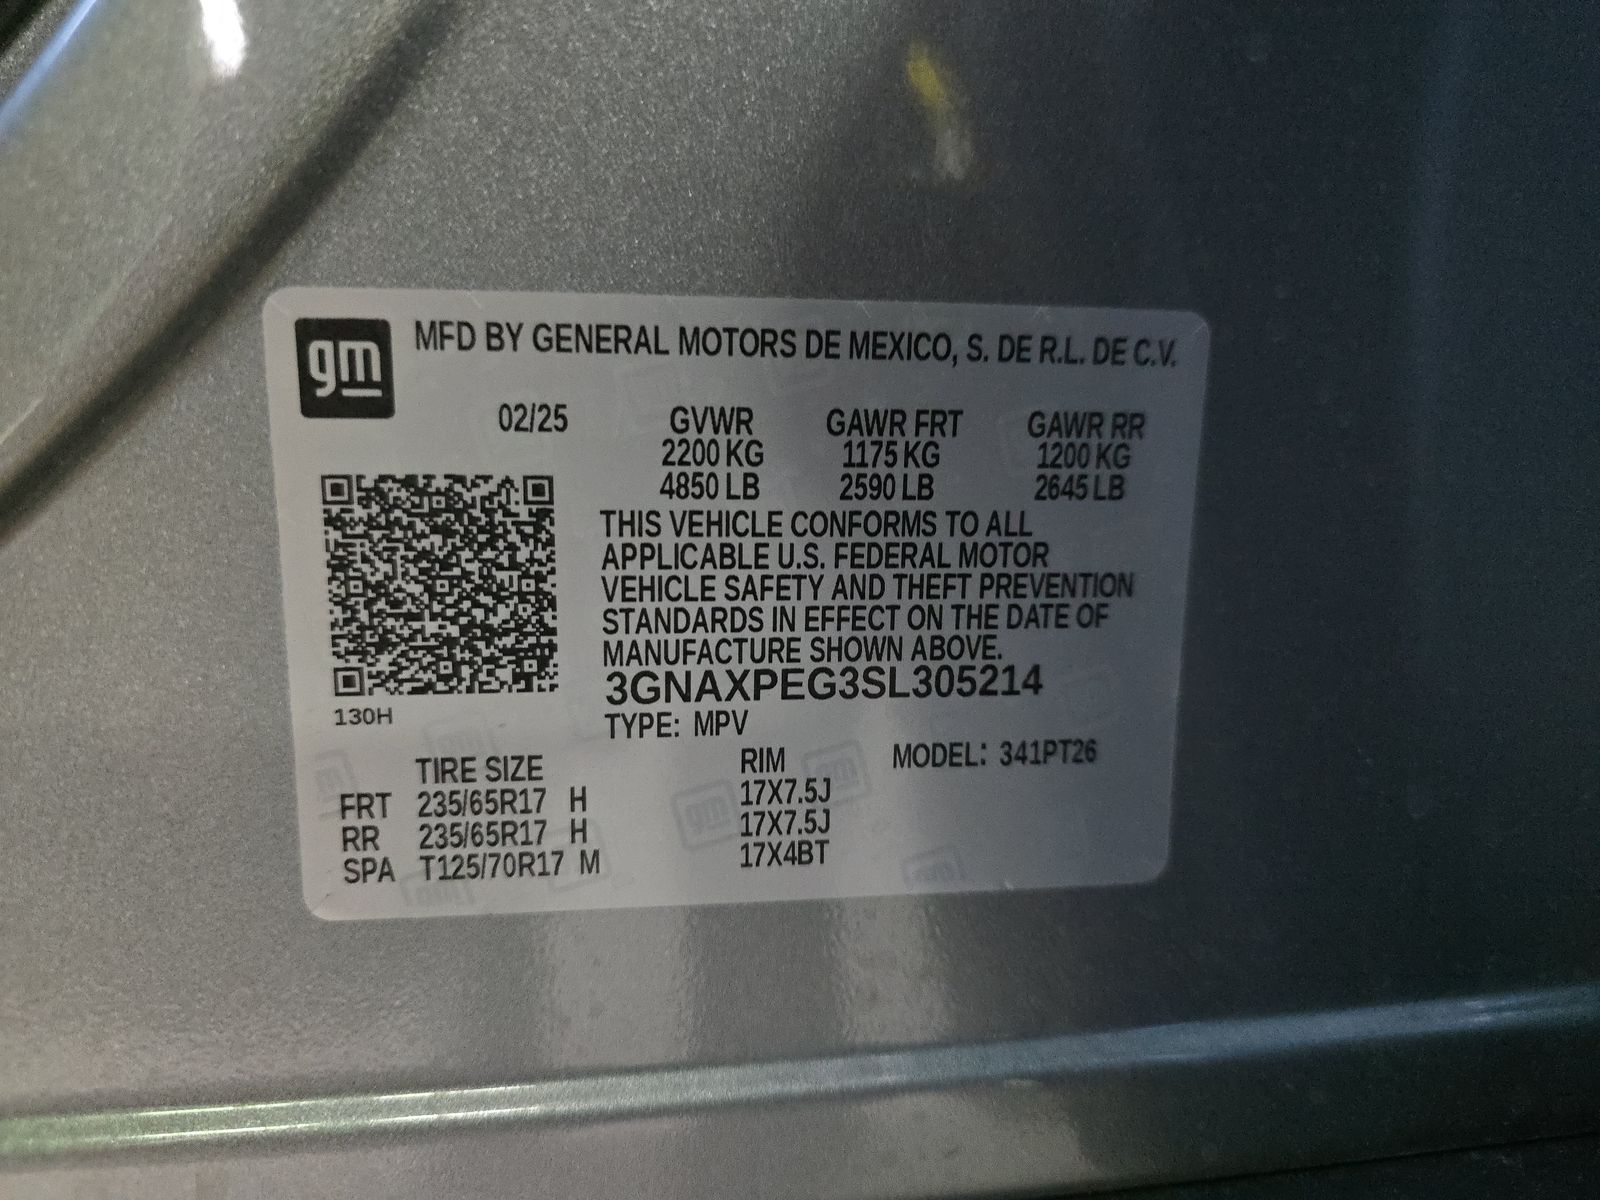 gm
MFD BY GENERAL MOTORS DE MEXICO, S. DE R.L. DE C.V.
02/25 GVWR GAWR FRT GAWR RR
2200 KG 1175 KG 1200 KG
4850 LB 2590 LB 2645 LB
THIS VEHICLE CONFORMS TO ALL
APPLICABLE U.S. FEDERAL MOTOR
VEHICLE SAFETY AND THEFT PREVENTION
STANDARDS IN EFFECT ON THE DATE OF
MANUFACTURE SHOWN ABOVE.
3GNAXPEG3SL305214
130H
TYPE: MPV
TIRE SIZE RIM MODEL: 341PT26
FRT 235/65R17 H 17X7.5J
RR 235/65R17 H 17X7.5J
SPA T125/70R17 M 17X4BT